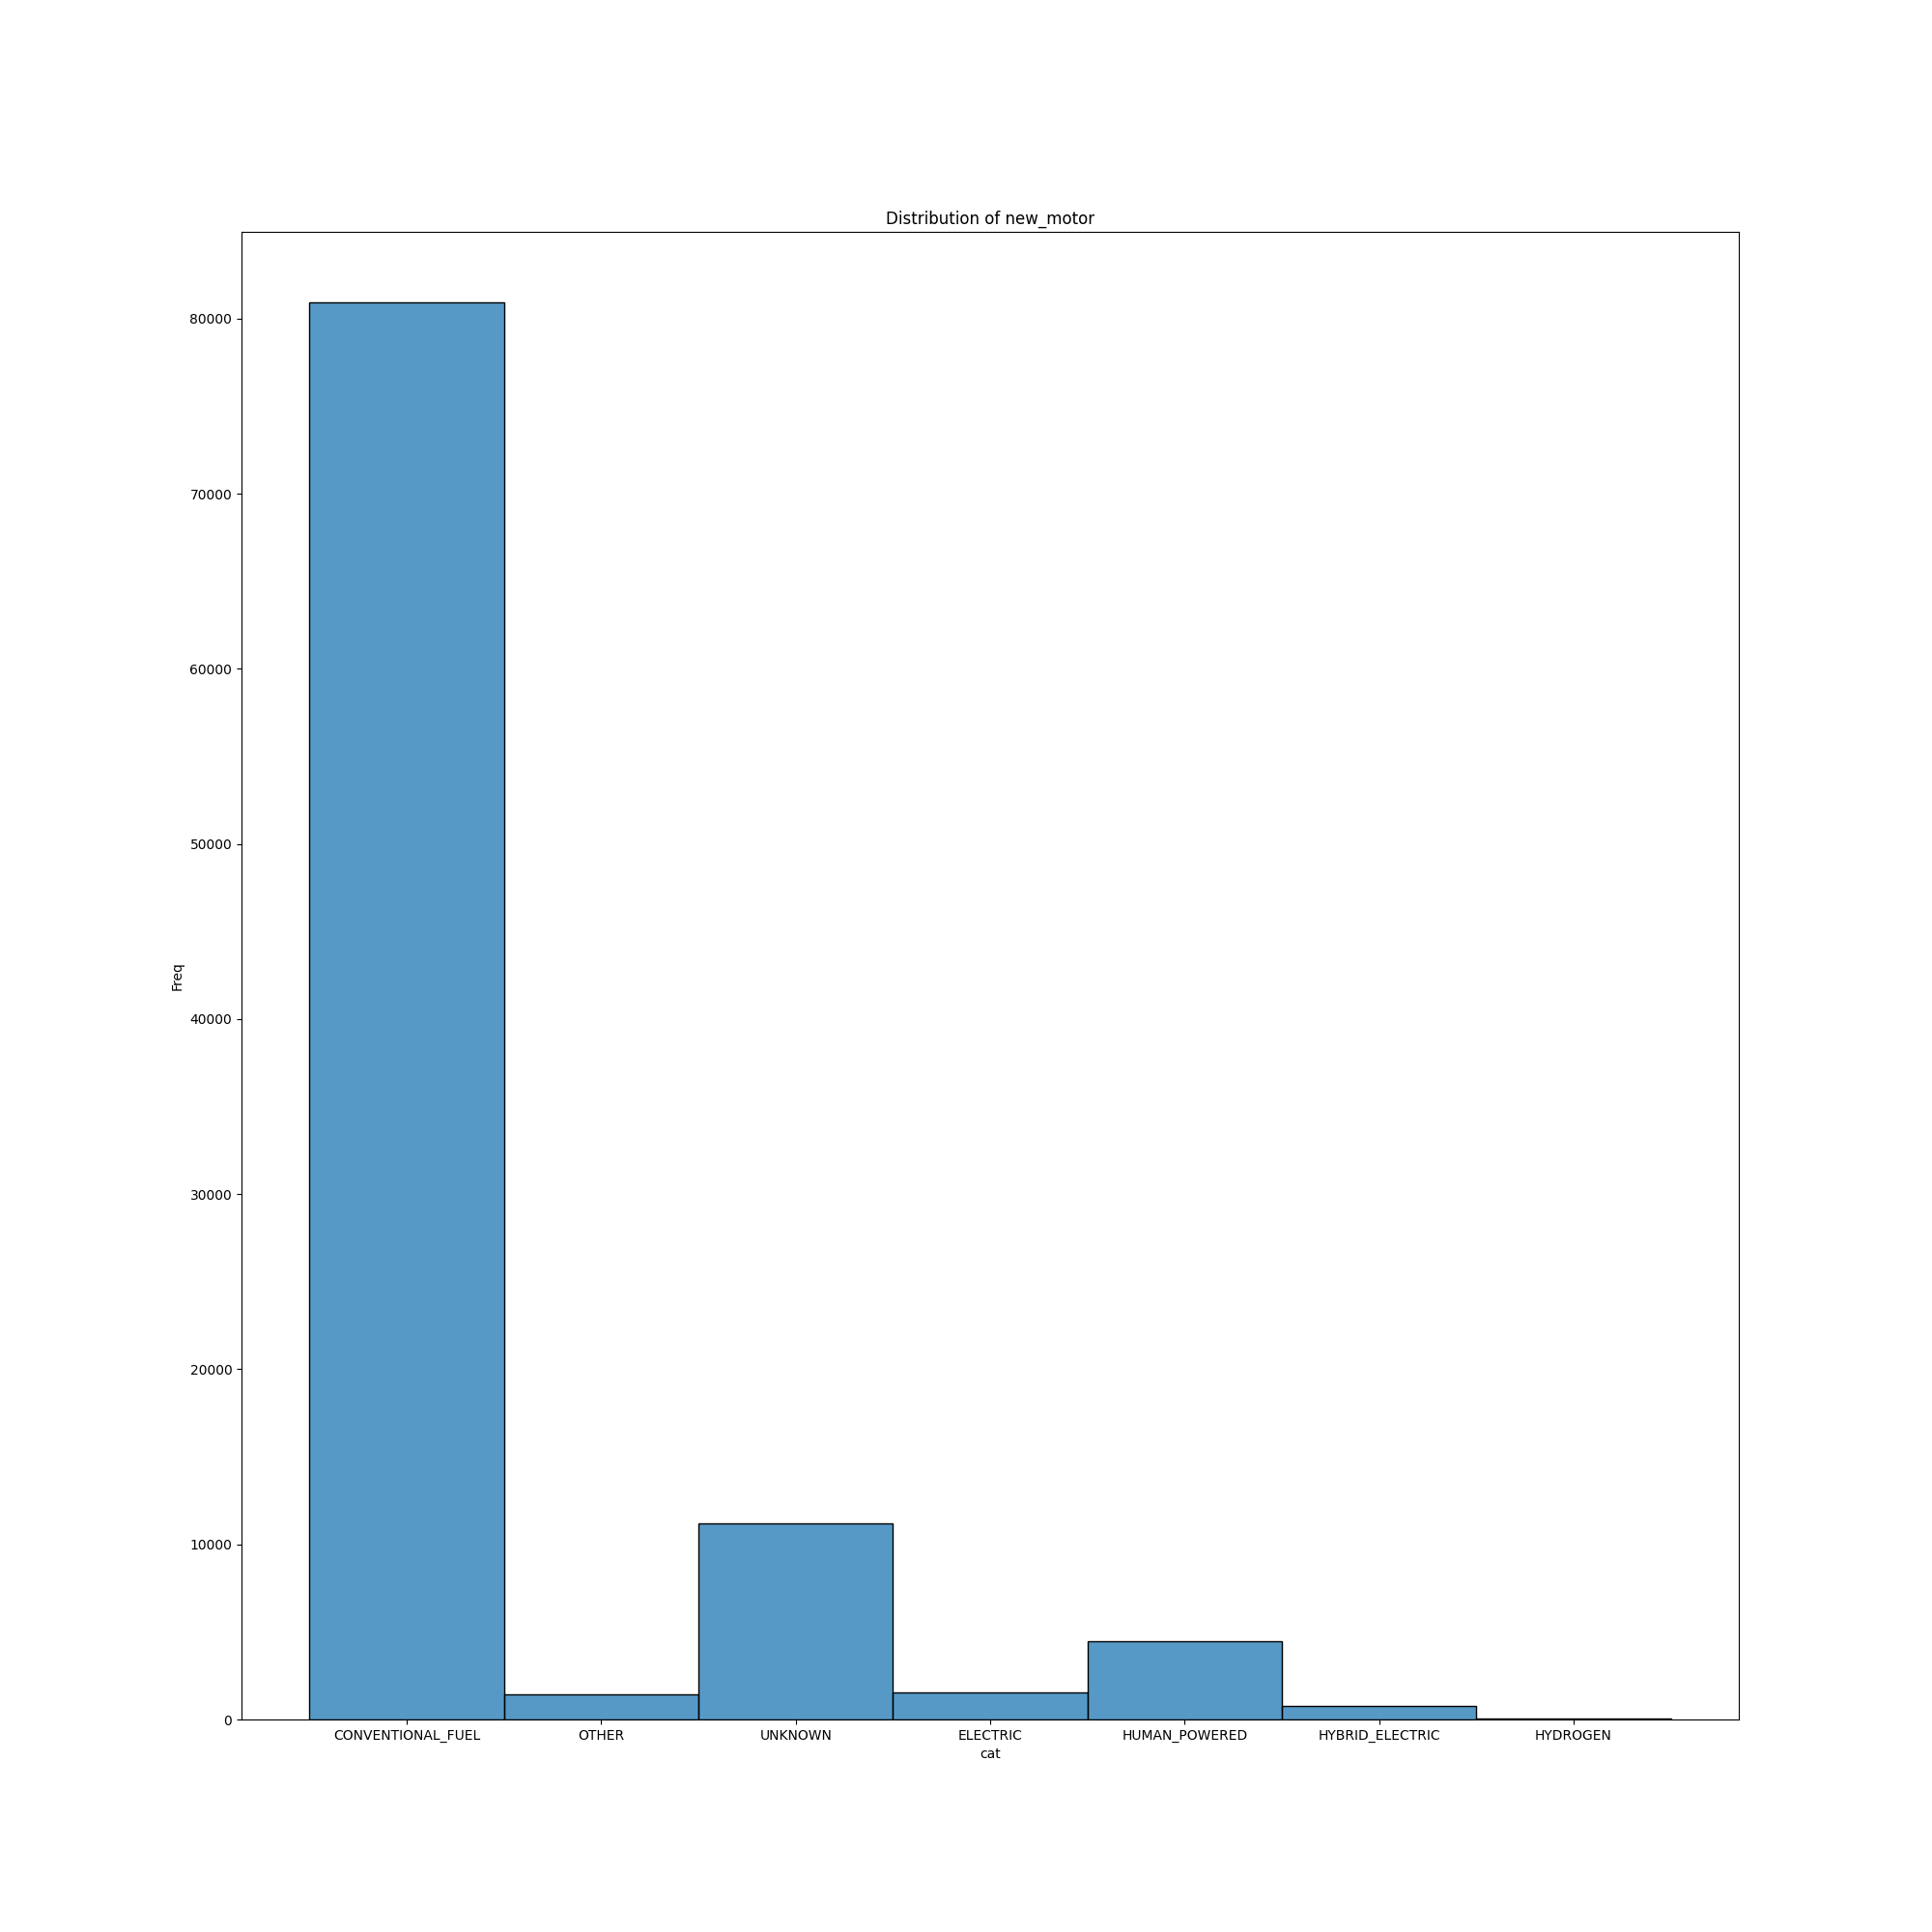 Distribution of new_motor
80000
70000
60000
50000
40000
30000
20000
10000
0
Freq
CONVENTIONAL_FUEL OTHER UNKNOWN ELECTRIC HUMAN_POWERED HYBRID_ELECTRIC HYDROGEN
cat